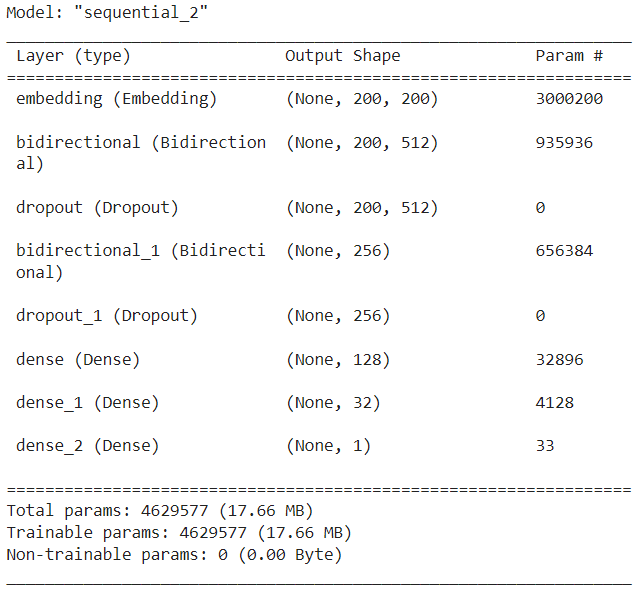 Model: "sequential_2"
_________________________________________________________________
Layer (type) Output Shape Param #
=================================================================
embedding (Embedding) (None, 200, 200) 3000200
bidirectional (Bidirection (None, 200, 512) 935936
al)
dropout (Dropout) (None, 200, 512) 0
bidirectional_1 (Bidirecti (None, 256) 656384
onal)
dropout_1 (Dropout) (None, 256) 0
dense (Dense) (None, 128) 32896
dense_1 (Dense) (None, 32) 4128
dense_2 (Dense) (None, 1) 33
=================================================================
Total params: 4629577 (17.66 MB)
Trainable params: 4629577 (17.66 MB)
Non-trainable params: 0 (0.00 Byte)
_________________________________________________________________